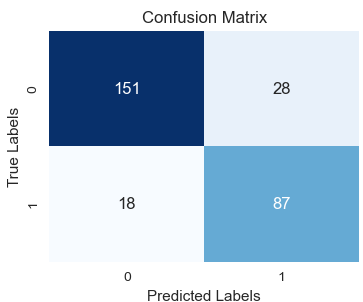 Confusion Matrix
True Labels
0
151
28
1
18
87
0
1
Predicted Labels